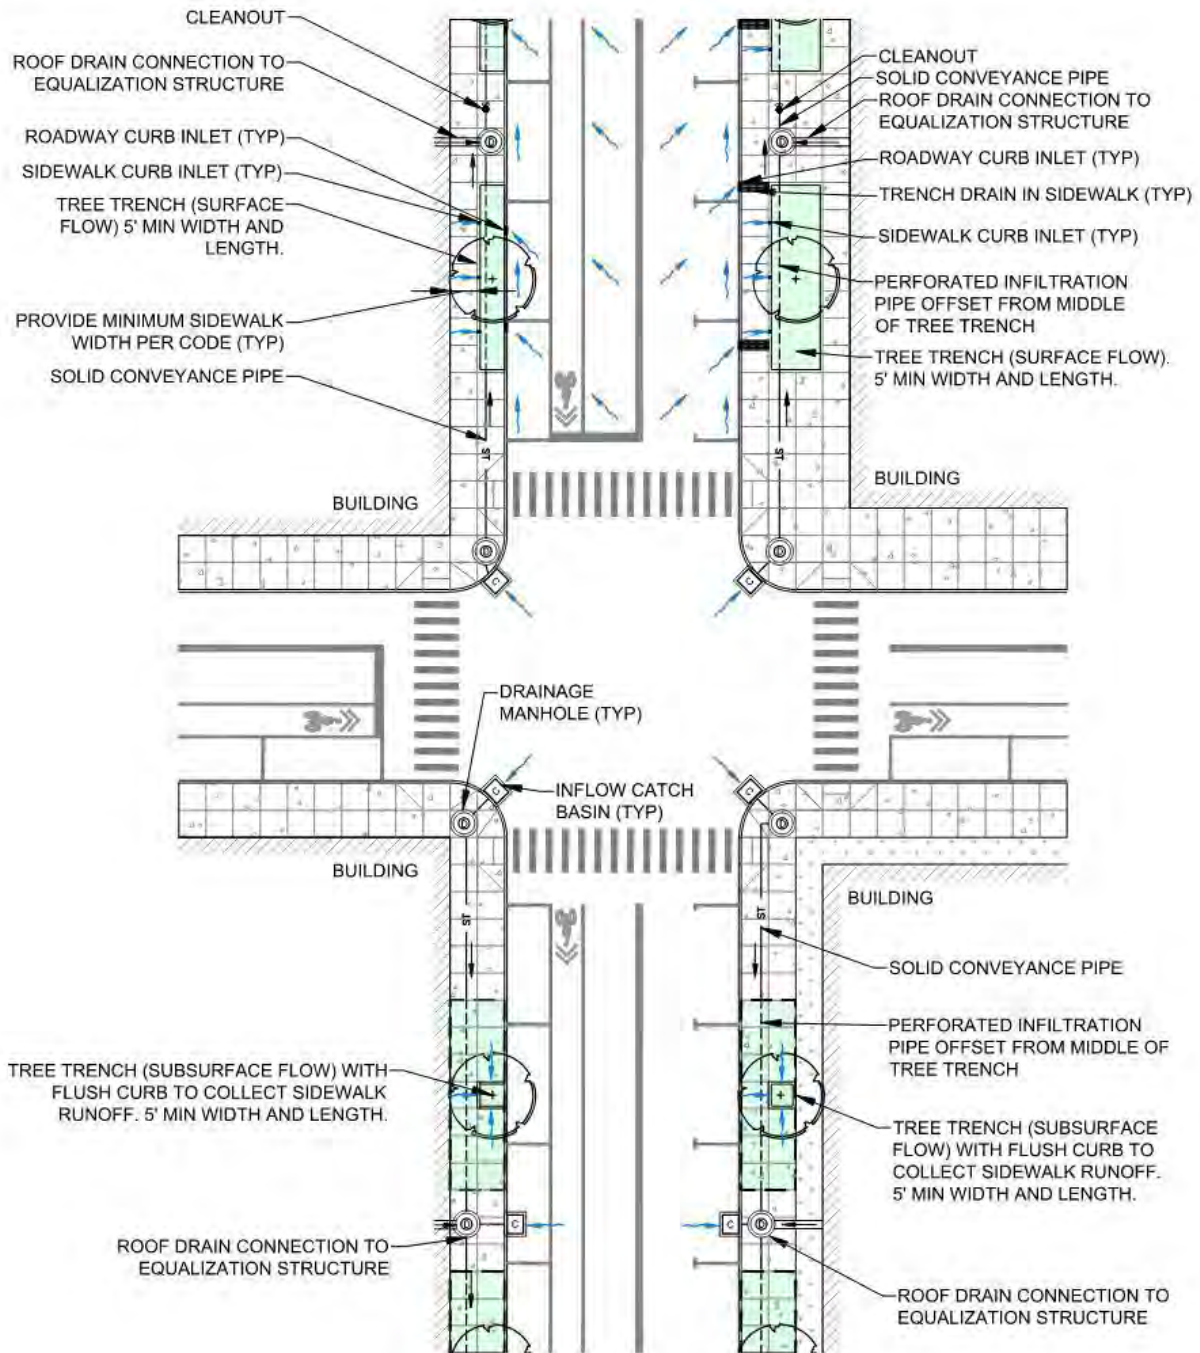 CLEANOUT
ROOF DRAIN CONNECTION TO
EQUALIZATION STRUCTURE
ROADWAY CURB INLET (TYP)
SIDEWALK CURB INLET (TYP)
TREE TRENCH (SURFACE
FLOW) 5' MIN WIDTH AND
LENGTH.
PROVIDE MINIMUM SIDEWALK
WIDTH PER CODE (TYP)
SOLID CONVEYANCE PIPE
CLEANOUT
SOLID CONVEYANCE PIPE
ROOF DRAIN CONNECTION TO
EQUALIZATION STRUCTURE
ROADWAY CURB INLET (TYP)
TRENCH DRAIN IN SIDEWALK (TYP)
SIDEWALK CURB INLET (TYP)
PERFORATED INFILTRATION
PIPE OFFSET FROM MIDDLE
OF TREE TRENCH
TREE TRENCH (SURFACE FLOW).
5' MIN WIDTH AND LENGTH.
D
D
ST
ST
BUILDING
BUILDING
D
D
C
C
DRAINAGE
MANHOLE (TYP)
INFLOW CATCH
BASIN (TYP)
C
C
D
D
BUILDING
BUILDING
ST
ST
SOLID CONVEYANCE PIPE
PERFORATED INFILTRATION
PIPE OFFSET FROM MIDDLE OF
TREE TRENCH
TREE TRENCH (SUBSURFACE FLOW) WITH
FLUSH CURB TO COLLECT SIDEWALK
RUNOFF. 5' MIN WIDTH AND LENGTH.
TREE TRENCH (SUBSURFACE
FLOW) WITH FLUSH CURB TO
COLLECT SIDEWALK RUNOFF.
5' MIN WIDTH AND LENGTH.
D
C
C
D
ROOF DRAIN CONNECTION TO
EQUALIZATION STRUCTURE
ROOF DRAIN CONNECTION TO
EQUALIZATION STRUCTURE